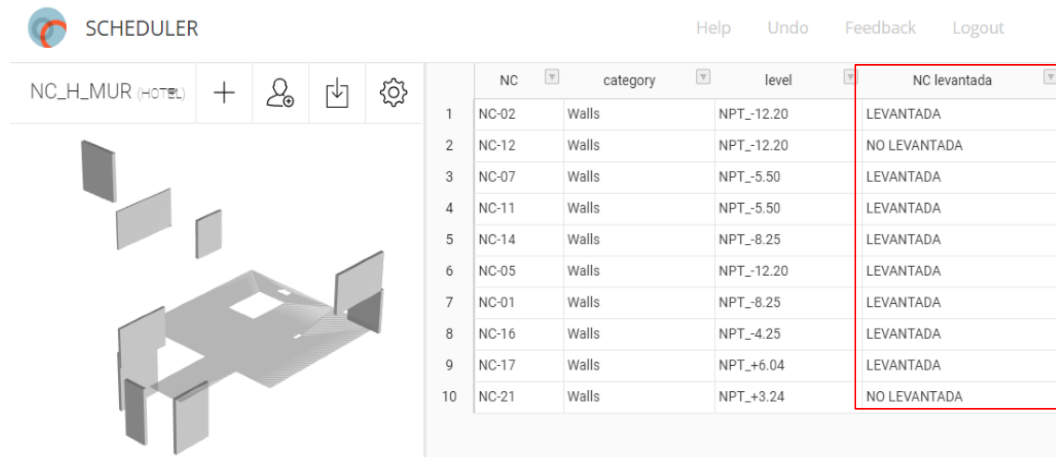 SCHEDULER
Help Undo Feedback Logout
NC_H_MUR (HOTEL)
NC category level NC levantada
1 NC-02 Walls NPT_-12.20 LEVANTADA
2 NC-12 Walls NPT_-12.20 NO LEVANTADA
3 NC-07 Walls NPT_-5.50 LEVANTADA
4 NC-11 Walls NPT_-5.50 LEVANTADA
5 NC-14 Walls NPT_-8.25 LEVANTADA
6 NC-05 Walls NPT_-12.20 LEVANTADA
7 NC-01 Walls NPT_-8.25 LEVANTADA
8 NC-16 Walls NPT_-4.25 LEVANTADA
9 NC-17 Walls NPT_+6.04 LEVANTADA
10 NC-21 Walls NPT_+3.24 NO LEVANTADA